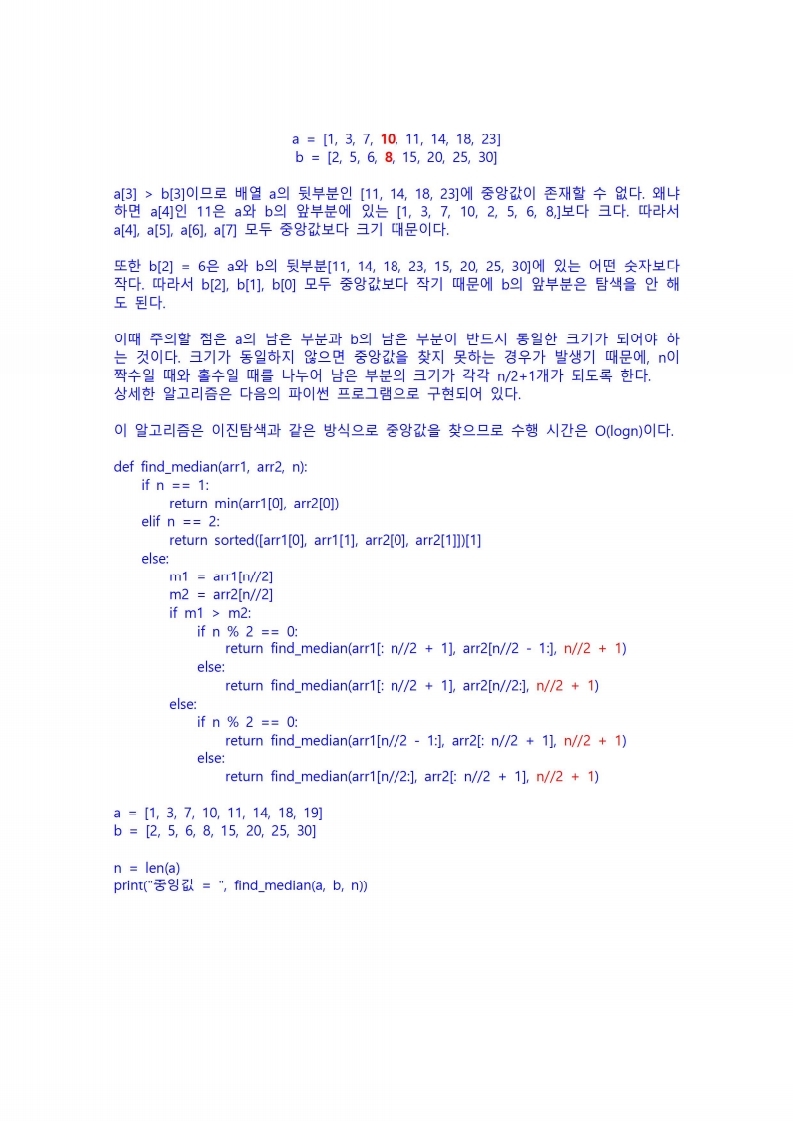 a = [1, 3, 7, 10, 11, 14, 18, 23]
b = [2, 5, 6, 8, 15, 20, 25, 30]
a[3] > b[3]이므로 배열 a의 뒷부분인 [11, 14, 18, 23]에 중앙값이 존재할 수 없다. 왜냐
하면 a[4]인 11은 a와 b의 앞부분에 있는 [1, 3, 7, 10, 2, 5, 6, 8,]보다 크다. 따라서
a[4], a[5], a[6], a[7] 모두 중앙값보다 크기 때문이다.
또한 b[2] = 6은 a와 b의 뒷부분[11, 14, 18, 23, 15, 20, 25, 30]에 있는 어떤 숫자보다
작다. 따라서 b[2], b[1], b[0] 모두 중앙값보다 작기 때문에 b의 앞부분은 탐색을 안 해
도 된다.
이때 주의할 점은 a의 남은 부분과 b의 남은 부분이 반드시 동일한 크기가 되어야 하
는 것이다. 크기가 동일하지 않으면 중앙값을 찾지 못하는 경우가 발생기 때문에, n이
짝수일 때와 홀수일 때를 나누어 남은 부분의 크기가 각각 n/2+1개가 되도록 한다.
상세한 알고리즘은 다음의 파이썬 프로그램으로 구현되어 있다.
이 알고리즘은 이진탐색과 같은 방식으로 중앙값을 찾으므로 수행 시간은 O(logn)이다.
def find_median(arr1, arr2, n):
if n == 1:
return min(arr1[0], arr2[0])
elif n == 2:
return sorted([arr1[0], arr1[1], arr2[0], arr2[1]])[1]
else:
m1 = arr1[n//2]
m2 = arr2[n//2]
if m1 > m2:
if n % 2 == 0:
return find_median(arr1[: n//2 + 1], arr2[n//2 - 1:], n//2 + 1)
else:
return find_median(arr1[: n//2 + 1], arr2[n//2:], n//2 + 1)
else:
if n % 2 == 0:
return find_median(arr1[n//2 - 1:], arr2[: n//2 + 1], n//2 + 1)
else:
return find_median(arr1[n//2:], arr2[: n//2 + 1], n//2 + 1)
a = [1, 3, 7, 10, 11, 14, 18, 19]
b = [2, 5, 6, 8, 15, 20, 25, 30]
n = len(a)
print("중앙값 = ", find_median(a, b, n))